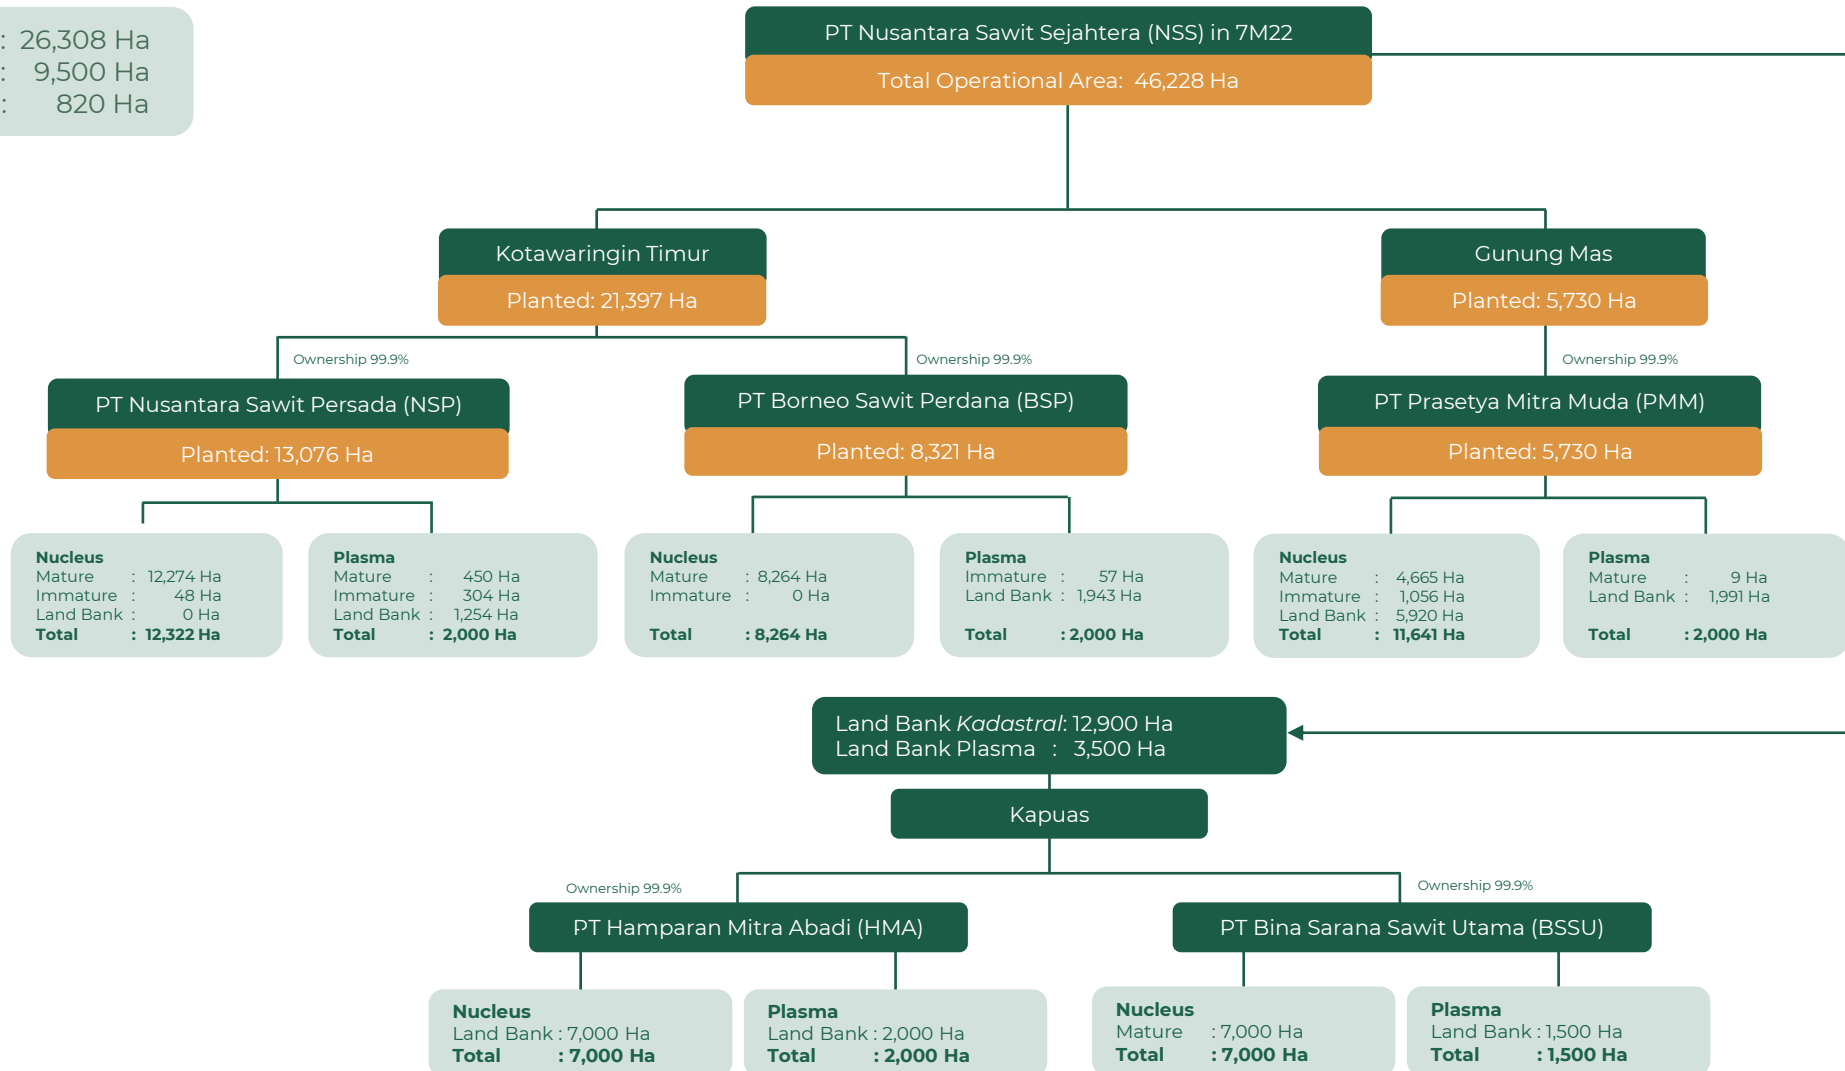 : 26,308 Ha
: 9,500 Ha
: 820 Ha
PT Nusantara Sawit Sejahtera (NSS) in 7M22
Total Operational Area: 46,228 Ha
Kotawaringin Timur
Planted: 21,397 Ha
Gunung Mas
Planted: 5,730 Ha
Ownership 99.9%
Ownership 99.9%
Ownership 99.9%
PT Nusantara Sawit Persada (NSP)
Planted: 13,076 Ha
PT Borneo Sawit Perdana (BSP)
Planted: 8,321 Ha
PT Prasetya Mitra Muda (PMM)
Planted: 5,730 Ha
Nucleus
Mature : 12,274 Ha
Immature : 48 Ha
Land Bank : 0 Ha
Total : 12,322 Ha
Plasma
Mature : 450 Ha
Immature : 304 Ha
Land Bank : 1,254 Ha
Total : 2,000 Ha
Nucleus
Mature : 8,264 Ha
Immature : 0 Ha
Total : 8,264 Ha
Plasma
Immature : 57 Ha
Land Bank : 1,943 Ha
Total : 2,000 Ha
Nucleus
Mature : 4,665 Ha
Immature : 1,056 Ha
Land Bank : 5,920 Ha
Total : 11,641 Ha
Plasma
Mature : 9 Ha
Land Bank : 1,991 Ha
Total : 2,000 Ha
Land Bank Kadastral: 12,900 Ha
Land Bank Plasma : 3,500 Ha
Kapuas
Ownership 99.9%
Ownership 99.9%
PT Hamparan Mitra Abadi (HMA)
PT Bina Sarana Sawit Utama (BSSU)
Nucleus
Land Bank : 7,000 Ha
Total : 7,000 Ha
Plasma
Land Bank : 2,000 Ha
Total : 2,000 Ha
Nucleus
Mature : 7,000 Ha
Total : 7,000 Ha
Plasma
Land Bank : 1,500 Ha
Total : 1,500 Ha